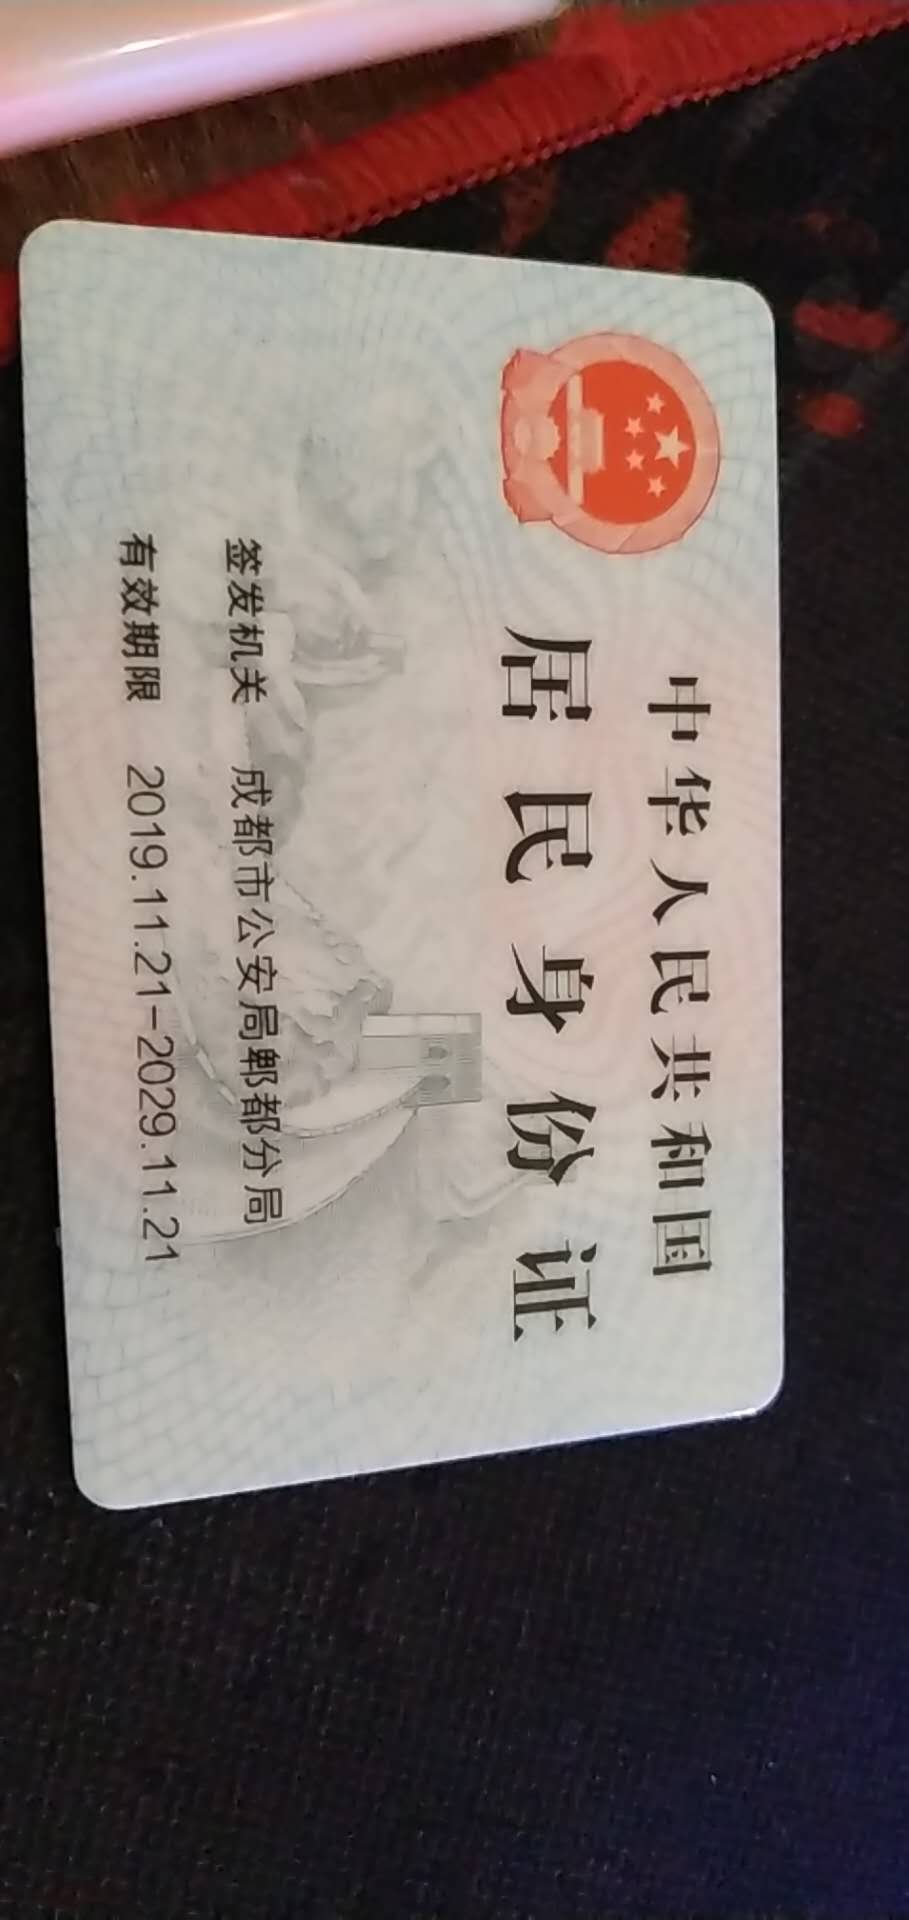 中华人民共和国
居民身份证
签发机关 成都市公安局郫都分局
有效期限 2019.11.21-2029.11.21